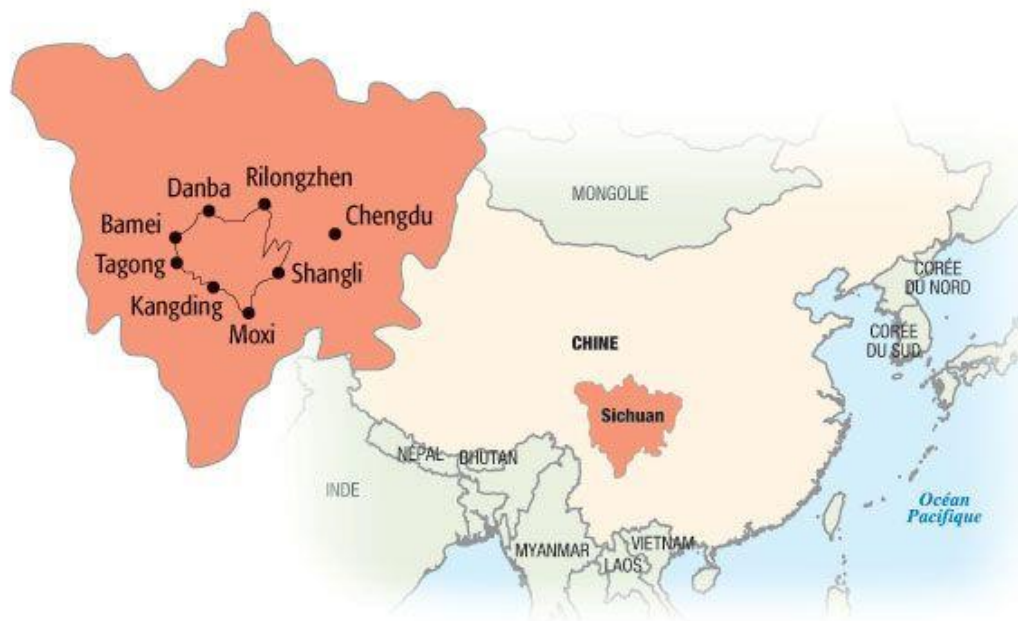 Danba
Rilongzhen
Bamei
Chengdu
Tagong
Shangli
Kangding
Moxi
MONGOLIE
CORÉE
DU NORD
CORÉE
DU SUD
CHINE
Sichuan
NÉPAL
BHUTAN
INDE
MYANMAR
LAOS
VIETNAM
Océan
Pacifique